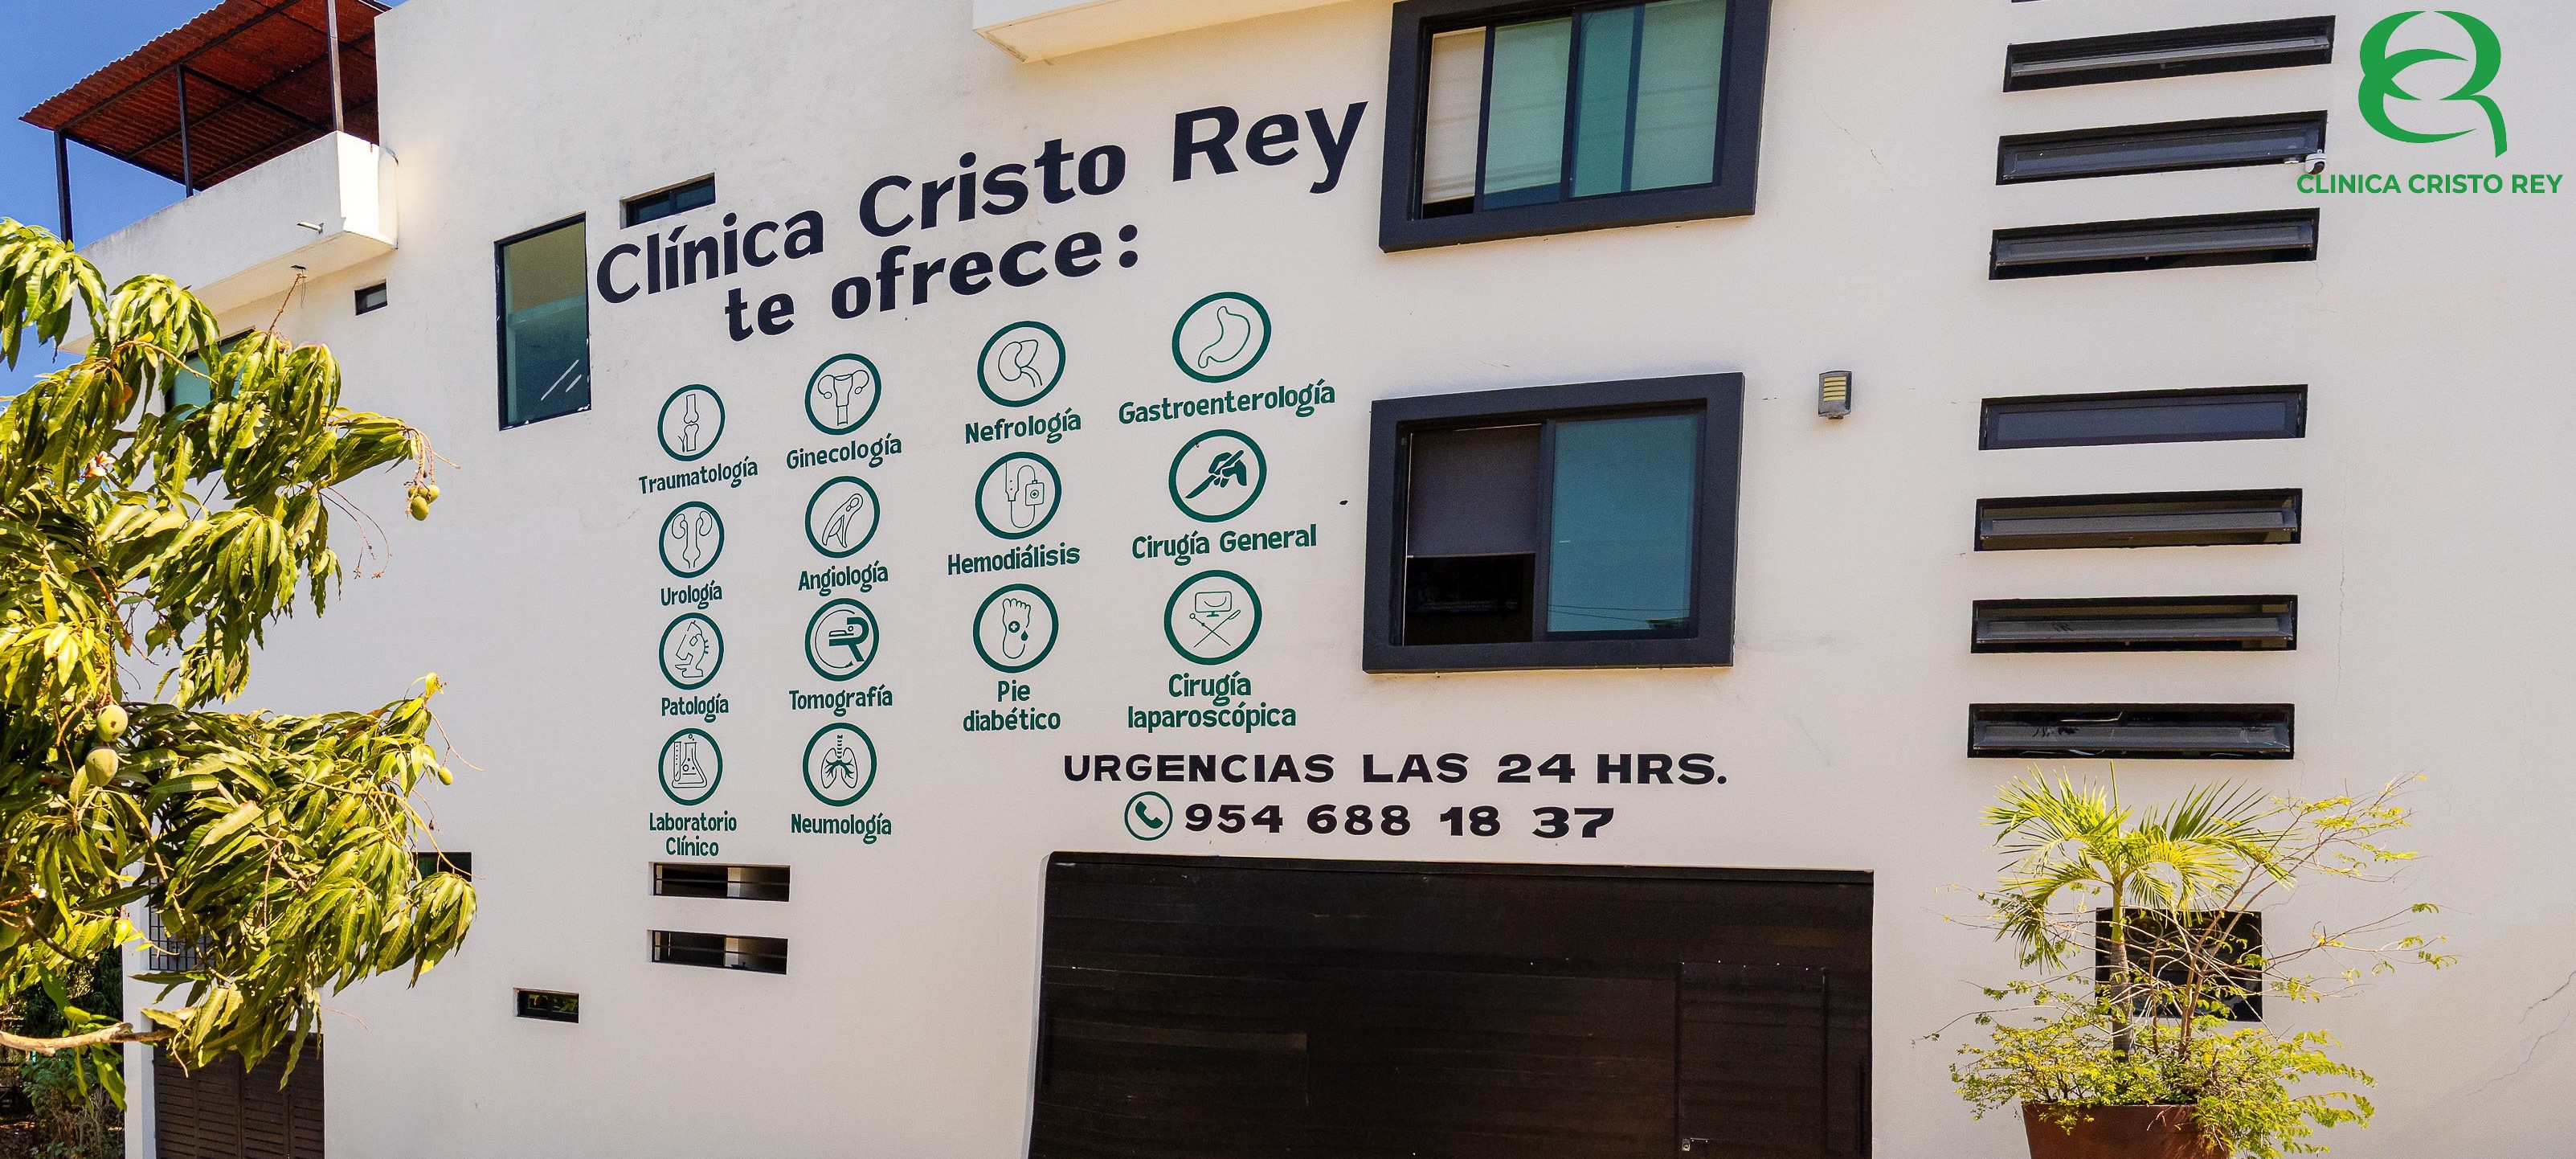 CLINICA CRISTO REY
Clínica Cristo Rey
te ofrece:
Traumatología
Ginecología
Nefrología
Gastroenterología
Urología
Angiología
Hemodiálisis
Cirugía General
Patología
Tomografía
Pie
diabético
Cirugía
laparoscópica
Laboratorio
Clínico
Neumología
URGENCIAS LAS 24 HRS.
954 688 18 37